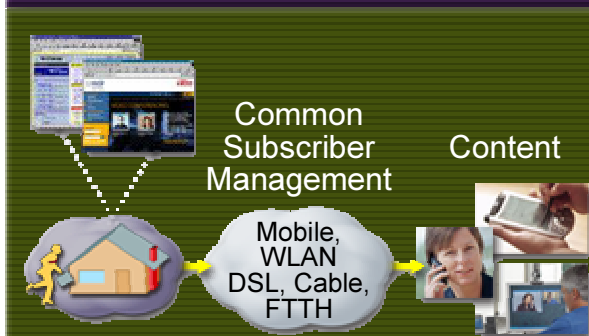 Common
Subscriber
Management
Content
Mobile,
WLAN
DSL, Cable,
FTTH